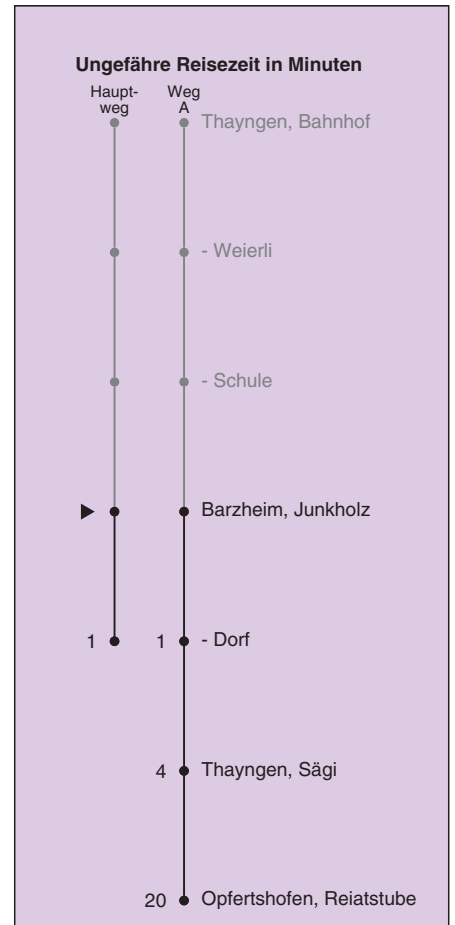 Ungefähre Reisezeit in Minuten
Haupt- Weg
weg A
Thayngen, Bahnhof
- Weierli
- Schule
Barzheim, Junkholz
1 1 - Dorf
4 Thayngen, Sägi
20 Opfertshofen, Reiatstube